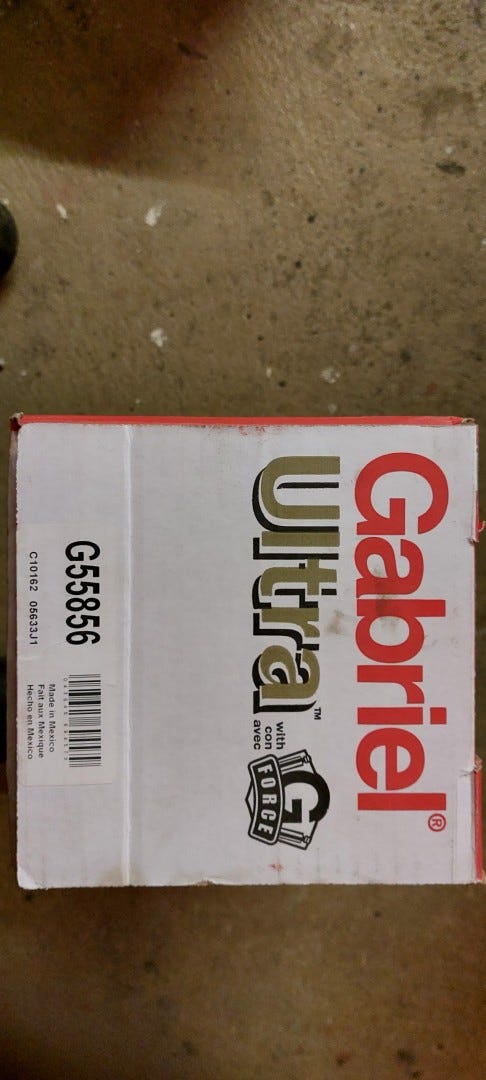 Gabriel®
Ultra™
with
con
avec
G
FORCE
G55856
C10162 05633J1
Made in Mexico
Fait aux Mexique
Hecho en Mexico